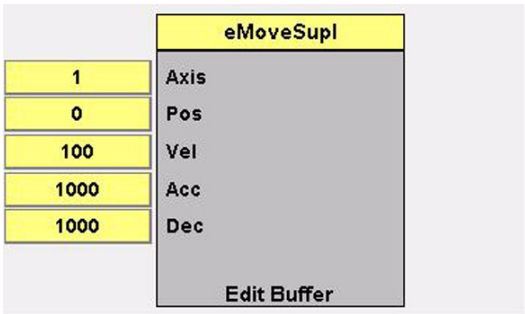 eMoveSupl
1 Axis
0 Pos
100 Vel
1000 Acc
1000 Dec
Edit Buffer